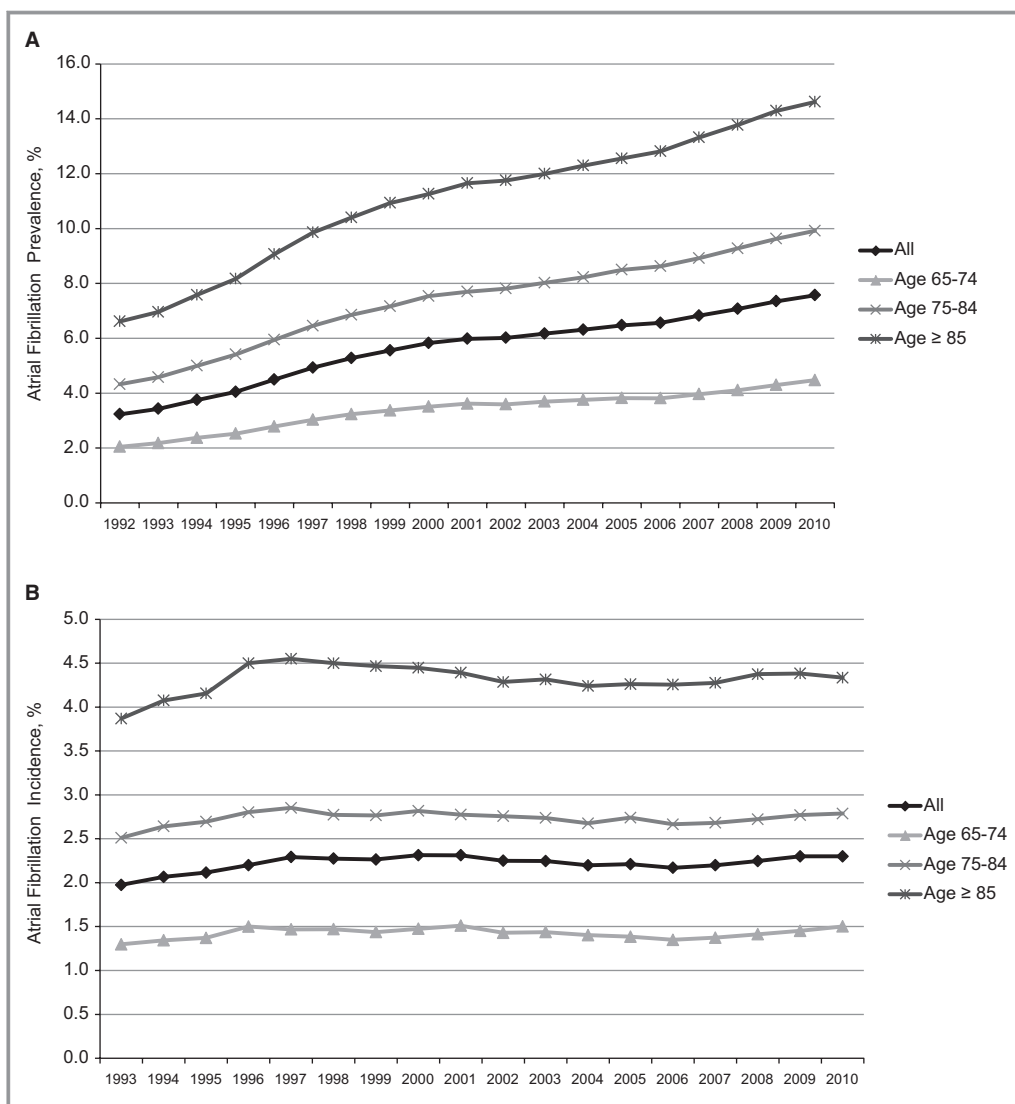 A
16.0
14.0
12.0
10.0
8.0
6.0
4.0
2.0
0.0
Atrial Fibrillation Prevalence, %
1992 1993 1994 1995 1996 1997 1998 1999 2000 2001 2002 2003 2004 2005 2006 2007 2008 2009 2010
All
Age 65-74
Age 75-84
Age ≥ 85
B
5.0
4.5
4.0
3.5
3.0
2.5
2.0
1.5
1.0
0.5
0.0
Atrial Fibrillation Incidence, %
1993 1994 1995 1996 1997 1998 1999 2000 2001 2002 2003 2004 2005 2006 2007 2008 2009 2010
All
Age 65-74
Age 75-84
Age ≥ 85